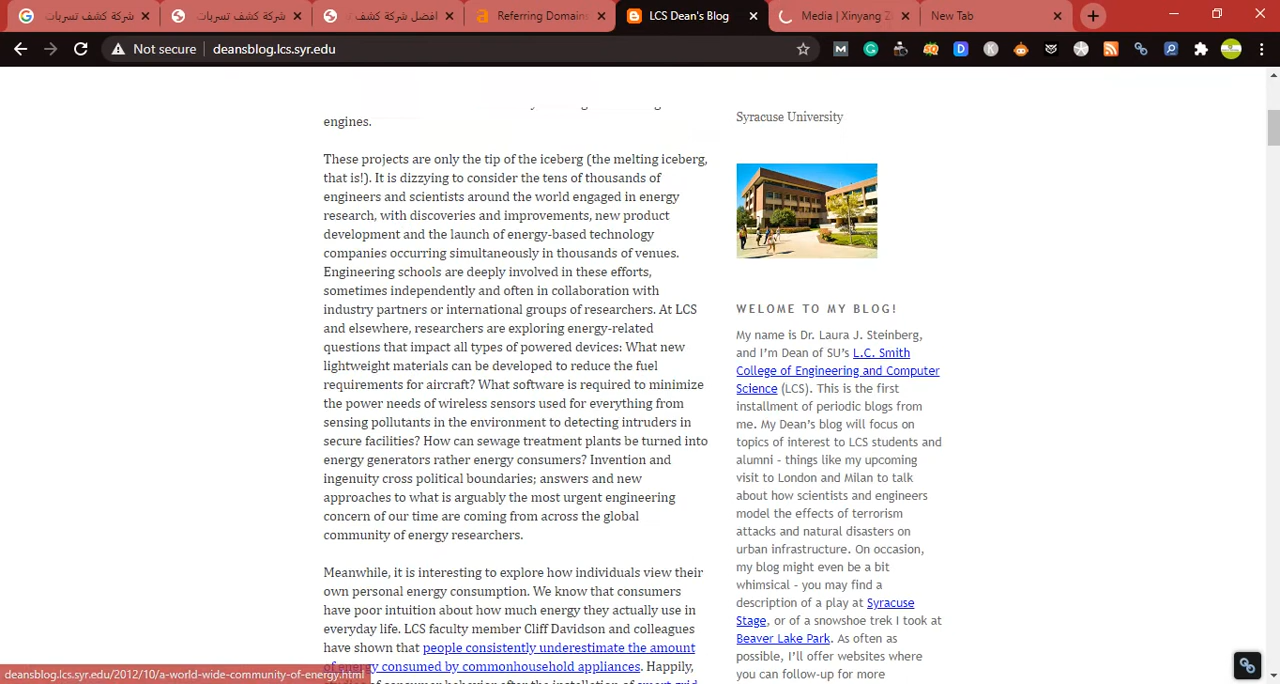 شركة كشف تسربات
شركة كشف تسربات
افضل شركة كشف
Referring Domain
LCS Dean's Blog
Media | Xinyang Z
New Tab
Not secure
deansblog.lcs.syr.edu
engines.
These projects are only the tip of the iceberg (the melting iceberg,
that is!). It is dizzying to consider the tens of thousands of
engineers and scientists around the world engaged in energy
research, with discoveries and improvements, new product
development and the launch of energy-based technology
companies occurring simultaneously in thousands of venues.
Engineering schools are deeply involved in these efforts,
sometimes independently and often in collaboration with
industry partners or international groups of researchers. At LCS
and elsewhere, researchers are exploring energy-related
questions that impact all types of powered devices: What new
lightweight materials can be developed to reduce the fuel
requirements for aircraft? What software is required to minimize
the power needs of wireless sensors used for everything from
sensing pollutants in the environment to detecting intruders in
secure facilities? How can sewage treatment plants be turned into
energy generators rather energy consumers? Invention and
ingenuity cross political boundaries; answers and new
approaches to what is arguably the most urgent engineering
concern of our time are coming from across the global
community of energy researchers.
Meanwhile, it is interesting to explore how individuals view their
own personal energy consumption. We know that consumers
have poor intuition about how much energy they actually use in
everyday life. LCS faculty member Cliff Davidson and colleagues
have shown that people consistently underestimate the amount
of energy consumed by commonhousehold appliances. Happily,
Syracuse University
WELOME TO MY BLOG!
My name is Dr. Laura J. Steinberg,
and I'm Dean of SU's L.C. Smith
College of Engineering and Computer
Science (LCS). This is the first
installment of periodic blogs from
me. My Dean's blog will focus on
topics of interest to LCS students and
alumni - things like my upcoming
visit to London and Milan to talk
about how scientists and engineers
model the effects of terrorism
attacks and natural disasters on
urban infrastructure. On occasion,
my blog might even be a bit
whimsical - you may find a
description of a play at Syracuse
Stage, or of a snowshoe trek I took at
Beaver Lake Park. As often as
possible, I'll offer websites where
you can follow-up for more
deansblog.lcs.syr.edu/2012/10/a-world-wide-community-of-energy.html